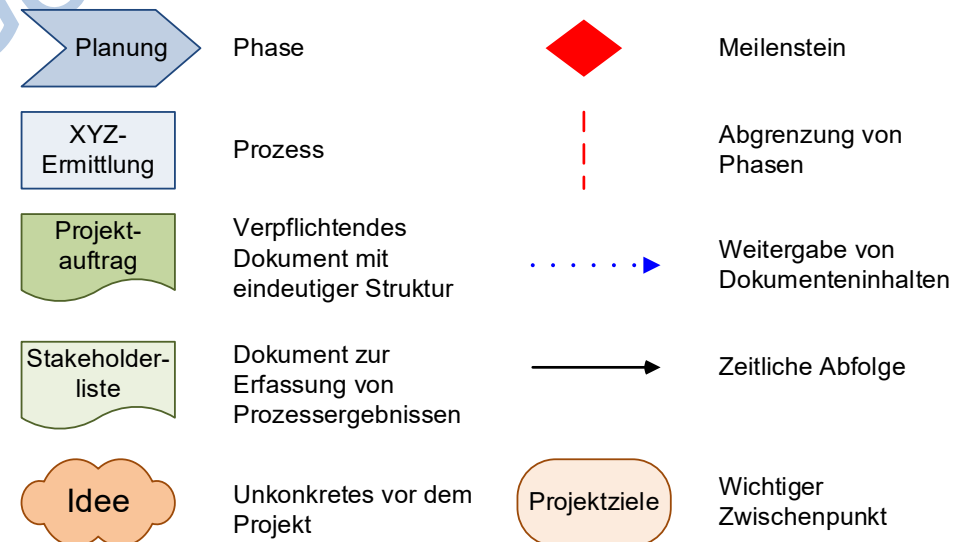 Planung
Phase
Meilenstein
XYZ-
Ermittlung
Prozess
Abgrenzung von
Phasen
Projekt-
auftrag
Verpflichtendes
Dokument mit
eindeutiger Struktur
Weitergabe von
Dokumenteninhalten
Stakeholder-
liste
Dokument zur
Erfassung von
Prozessergebnissen
Zeitliche Abfolge
Idee
Unkonkretes vor dem
Projekt
Projektziele
Wichtiger
Zwischenpunkt